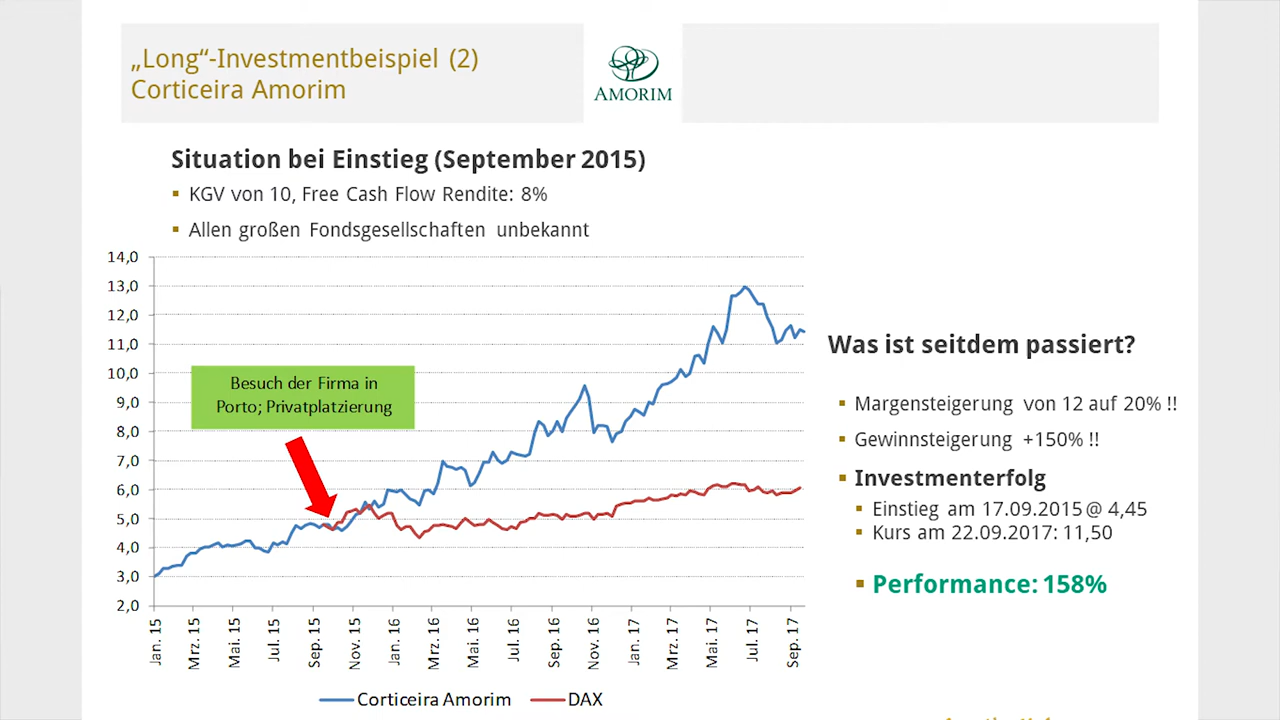 „Long“-Investmentbeispiel (2)
Corticeira Amorim
AMORIM
Situation bei Einstieg (September 2015)
▪ KGV von 10, Free Cash Flow Rendite: 8%
▪ Allen großen Fondsgesellschaften unbekannt
14,0
13,0
12,0
11,0
10,0
9,0
8,0
7,0
6,0
5,0
4,0
3,0
2,0
Besuch der Firma in
Porto; Privatplatzierung
Jan. 15
Mrz. 15
Mai. 15
Jul. 15
Sep. 15
Nov. 15
Jan. 16
Mrz. 16
Mai. 16
Jul. 16
Sep. 16
Nov. 16
Jan. 17
Mrz. 17
Mai. 17
Jul. 17
Sep. 17
Corticeira Amorim
DAX
Was ist seitdem passiert?
▪ Margensteigerung von 12 auf 20% !!
▪ Gewinnsteigerung +150% !!
▪ Investmenterfolg
▪ Einstieg am 17.09.2015 @ 4,45
▪ Kurs am 22.09.2017: 11,50
▪ Performance: 158%